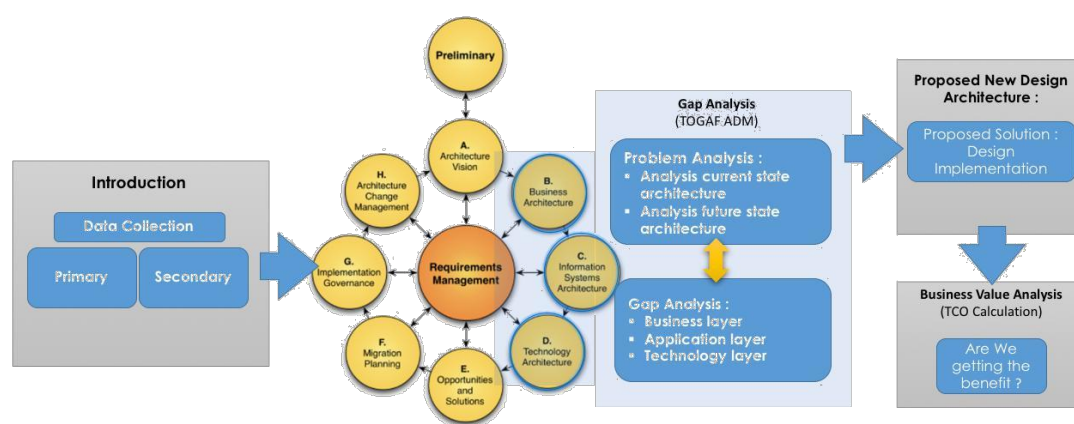 Introduction
Data Collection
Primary
Secondary
Preliminary
A.
Architecture
Vision
B.
Business
Architecture
C.
Information
Systems
Architecture
D.
Technology
Architecture
E.
Opportunities
and
Solutions
F.
Migration
Planning
G.
Implementation
Governance
H.
Architecture
Change
Management
Requirements
Management
Gap Analysis
(TOGAF ADM)
Problem Analysis :
▪ Analysis current state
architecture
▪ Analysis future state
architecture
Gap Analysis :
▪ Business layer
▪ Application layer
▪ Technology layer
Proposed New Design
Architecture :
Proposed Solution :
Design
Implementation
Business Value Analysis
(TCO Calculation)
Are We
getting the
benefit ?